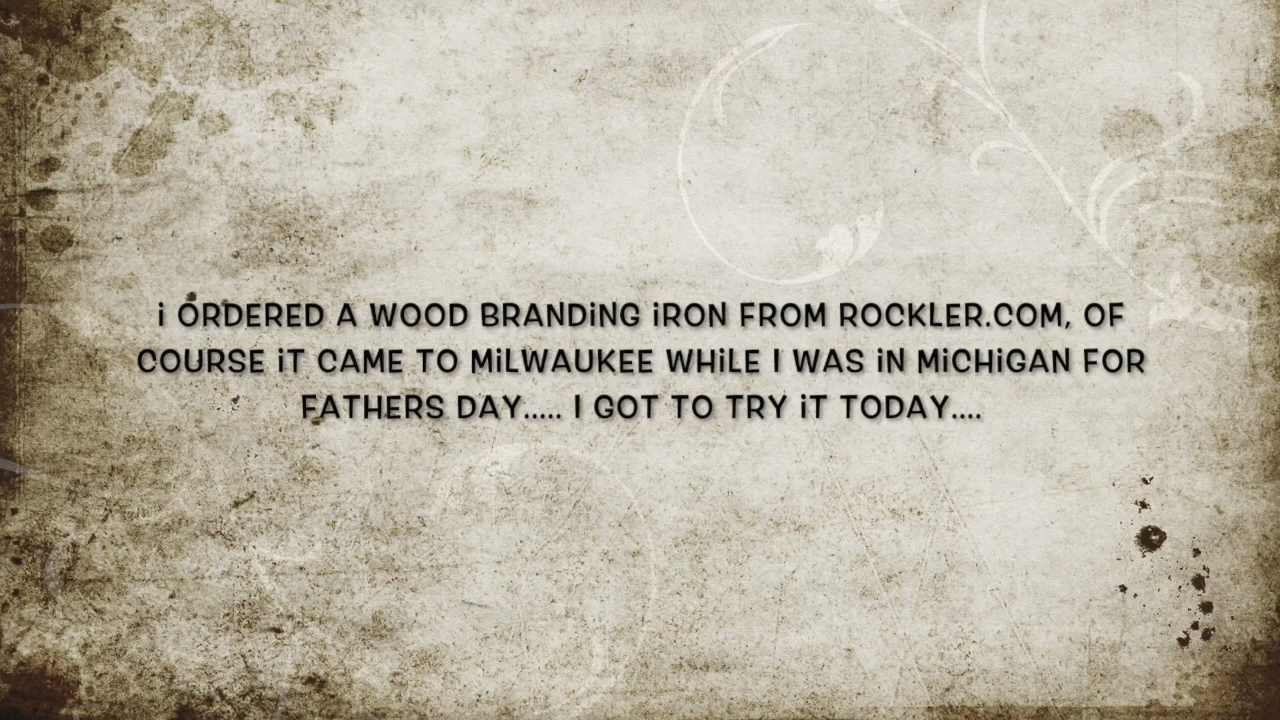 i ORDERED A WOOD BRANDiNG iRON FROM ROCKLER.COM, OF
COURSE iT CAME TO MiLWAUKEE WHiLE I WAS iN MiCHiGAN FOR
FATHERS DAY..... I GOT TO TRY iT TODAY....